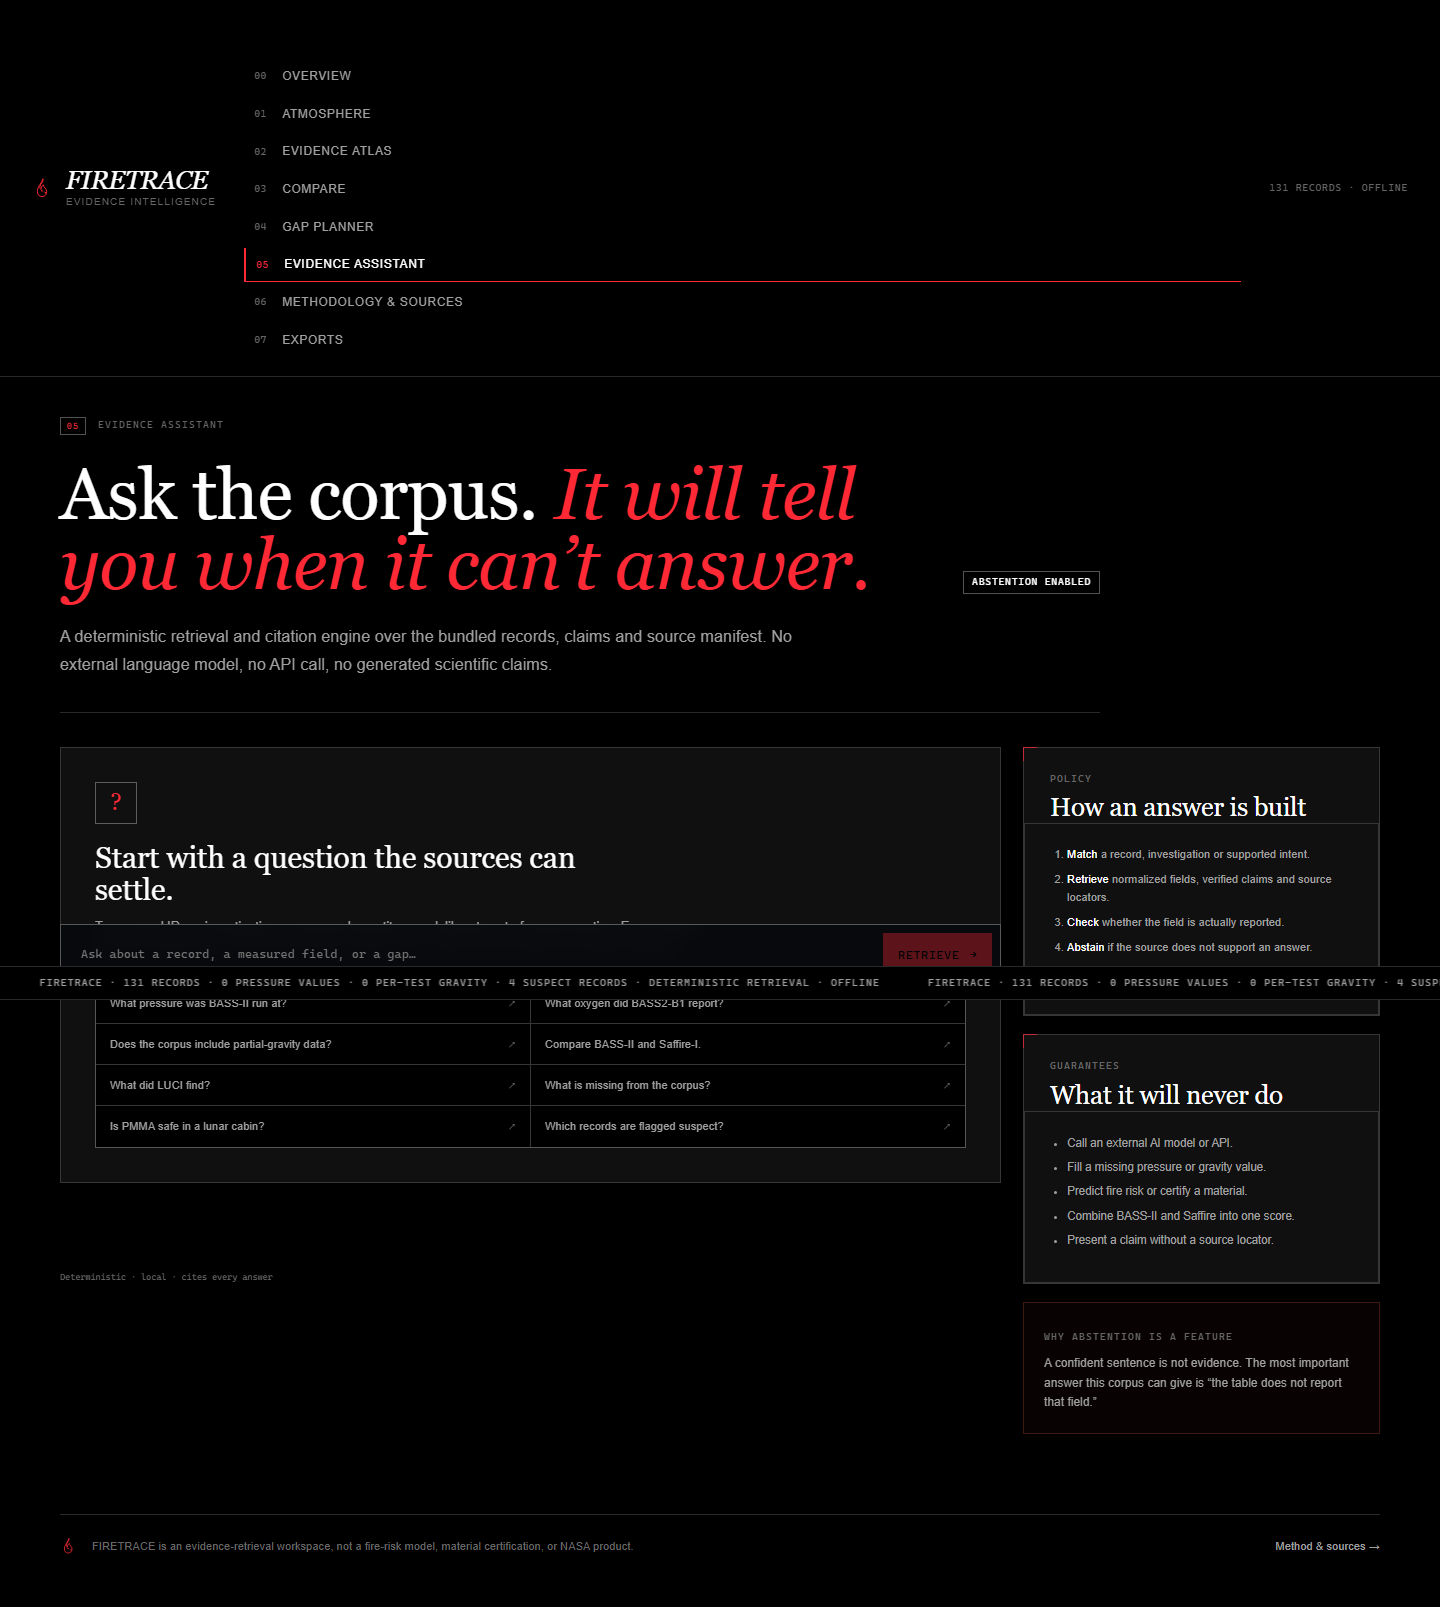 00 OVERVIEW
01 ATMOSPHERE
02 EVIDENCE ATLAS
03 COMPARE
04 GAP PLANNER
05 EVIDENCE ASSISTANT
06 METHODOLOGY & SOURCES
07 EXPORTS
FIRETRACE
EVIDENCE INTELLIGENCE
131 RECORDS · OFFLINE
05 EVIDENCE ASSISTANT
Ask the corpus. It will tell
you when it can’t answer.
ABSTENTION ENABLED
A deterministic retrieval and citation engine over the bundled records, claims and source manifest. No
external language model, no API call, no generated scientific claims.
?
Start with a question the sources can
settle.
Ask about a record, a measured field, or a gap…
RETRIEVE →
FIRETRACE · 131 RECORDS · 0 PRESSURE VALUES · 0 PER-TEST GRAVITY · 4 SUSPECT RECORDS · DETERMINISTIC RETRIEVAL · OFFLINE
FIRETRACE · 131 RECORDS · 0 PRESSURE VALUES · 0 PER-TEST GRAVITY · 4 SUSP
What pressure was BASS-II run at? ↗
What oxygen did BASS2-B1 report? ↗
Does the corpus include partial-gravity data? ↗
Compare BASS-II and Saffire-I. ↗
What did LUCI find? ↗
What is missing from the corpus? ↗
Is PMMA safe in a lunar cabin? ↗
Which records are flagged suspect? ↗
Deterministic · local · cites every answer
POLICY
How an answer is built
1. Match a record, investigation or supported intent.
2. Retrieve normalized fields, verified claims and source
locators.
3. Check whether the field is actually reported.
4. Abstain if the source does not support an answer.
GUARANTEES
What it will never do
• Call an external AI model or API.
• Fill a missing pressure or gravity value.
• Predict fire risk or certify a material.
• Combine BASS-II and Saffire into one score.
• Present a claim without a source locator.
WHY ABSTENTION IS A FEATURE
A confident sentence is not evidence. The most important
answer this corpus can give is “the table does not report
that field.”
FIRETRACE is an evidence-retrieval workspace, not a fire-risk model, material certification, or NASA product.
Method & sources →